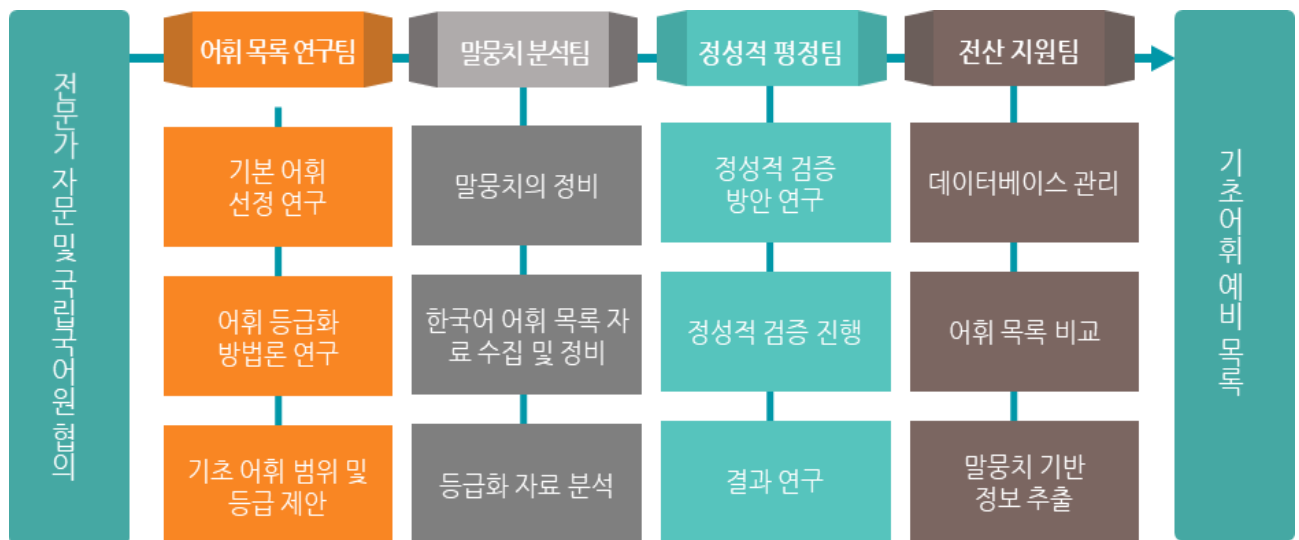 전문가 자문 및 국립국어원 협의
어휘 목록 연구팀
기본 어휘
선정 연구
어휘 등급화
방법론 연구
기초 어휘 범위 및
등급 제안
말뭉치 분석팀
말뭉치의 정비
한국어 어휘 목록 자
료 수집 및 정비
등급화 자료 분석
정성적 평정팀
정성적 검증
방안 연구
정성적 검증 진행
결과 연구
전산 지원팀
데이터베이스 관리
어휘 목록 비교
말뭉치 기반
정보 추출
기초어휘 예비 목록